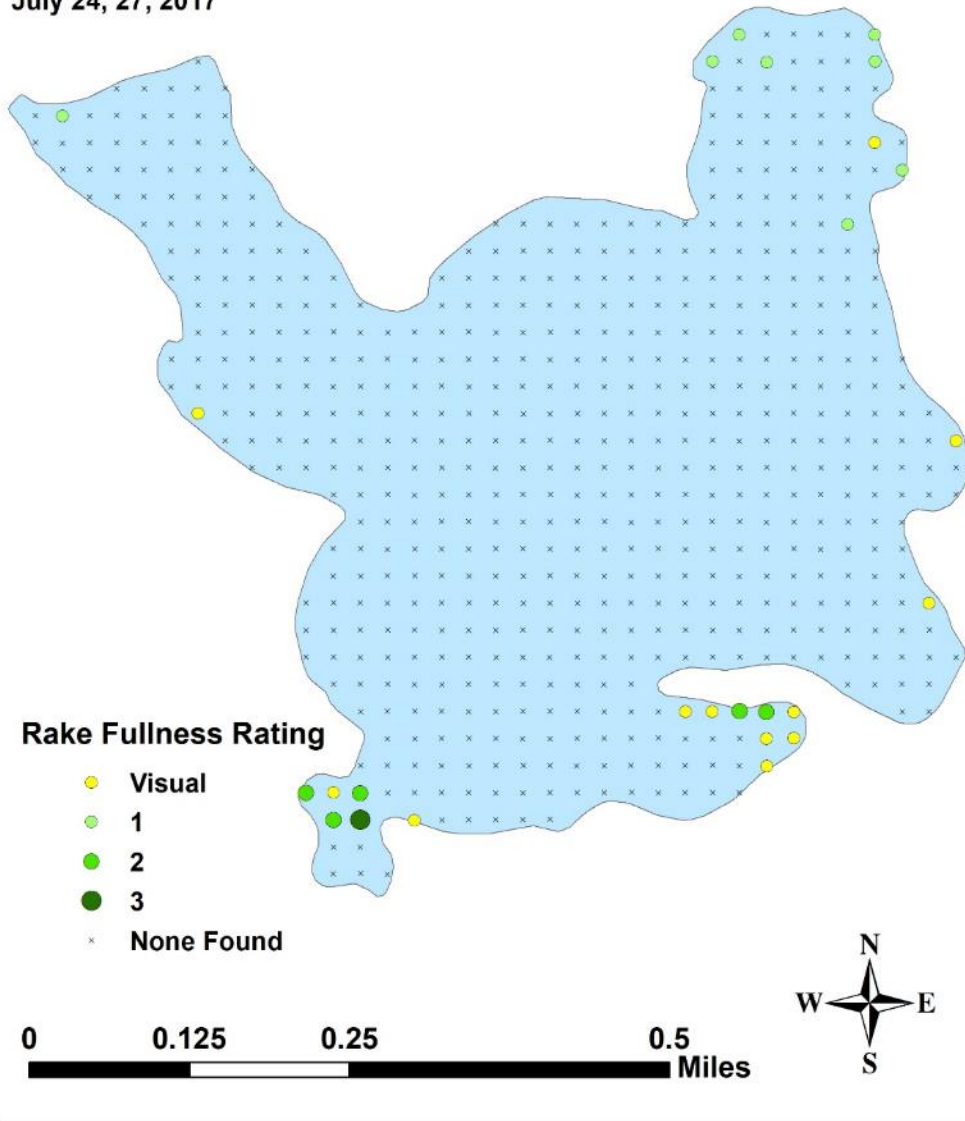 July 24, 27, 2017
Rake Fullness Rating
Visual
1
2
3
None Found
N
W E
S
0 0.125 0.25 0.5
Miles